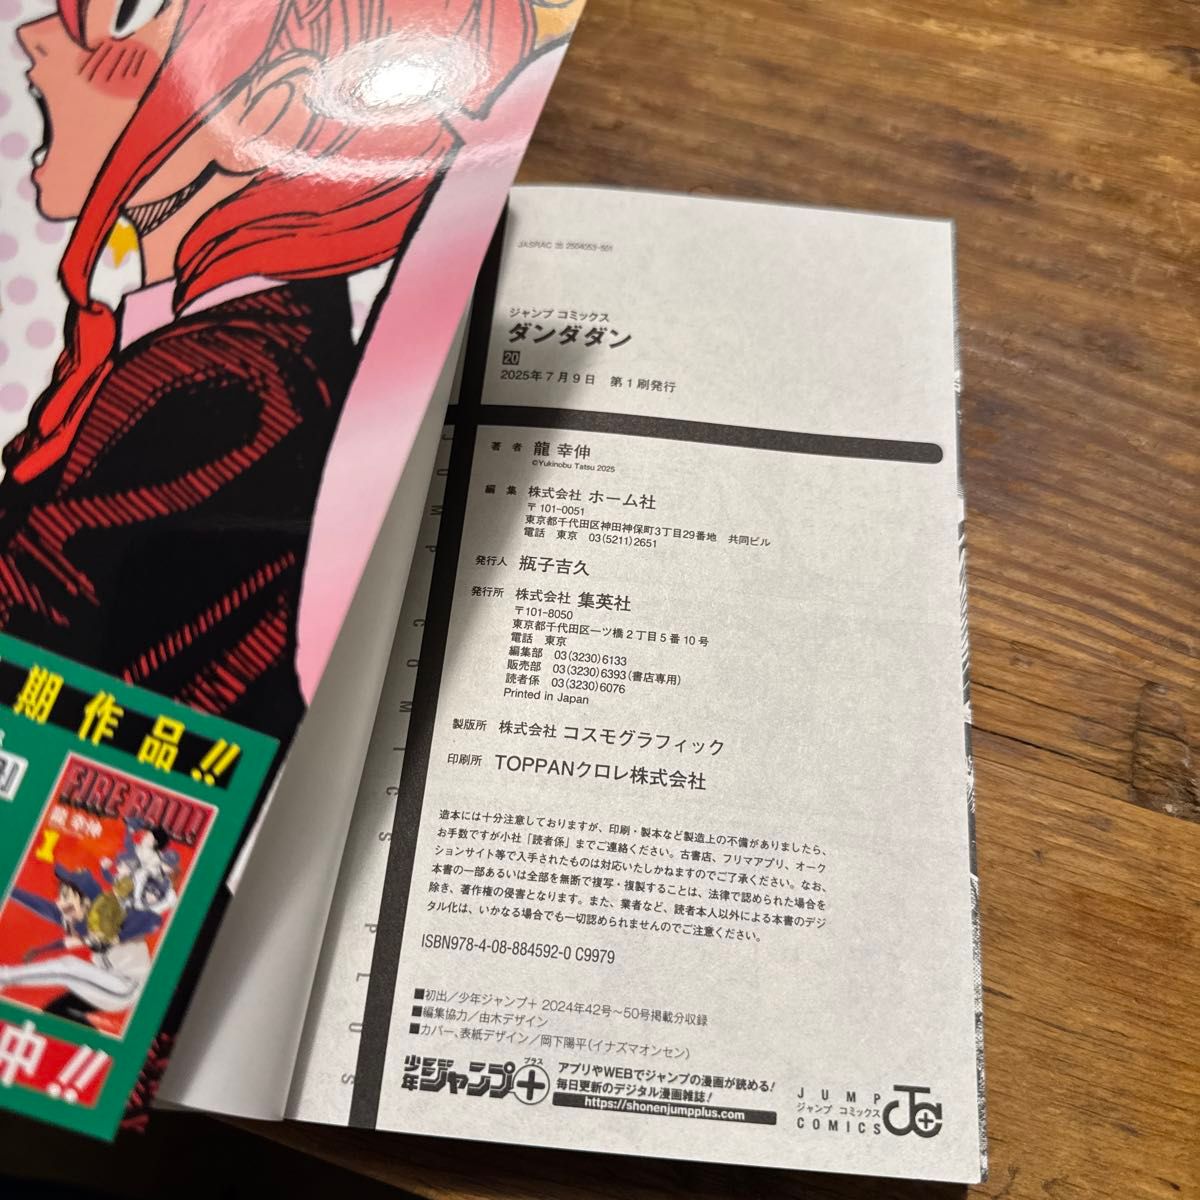 期作品!!
FIRE BALL!!
龍幸伸
1
中!!
JASRAC 出 2504053-501
ジャンプ コミックス
ダンダダン
20
2025年7月9日 第1刷発行
著者 龍 幸伸
©Yukinobu Tatsu 2025
編集 株式会社 ホーム社
〒101-0051
東京都千代田区神田神保町3丁目29番地 共同ビル
電話 東京 03(5211)2651
発行人 瓶子吉久
発行所 株式会社 集英社
〒101-8050
東京都千代田区一ツ橋2丁目5番10号
電話 東京
編集部 03(3230)6133
販売部 03(3230)6393(書店専用)
読者係 03(3230)6076
Printed in Japan
製版所 株式会社 コスモグラフィック
印刷所 TOPPANクロレ株式会社
造本には十分注意しておりますが、印刷・製本など製造上の不備がありましたら、
お手数ですが小社「読者係」までご連絡ください。古書店、フリマアプリ、オーク
ションサイト等で入手されたものは対応いたしかねますのでご了承ください。なお、
本書の一部あるいは全部を無断で複写・複製することは、法律で認められた場合を
除き、著作権の侵害となります。また、業者など、読者本人以外による本書のデジ
タル化は、いかなる場合でも一切認められませんのでご注意ください。
ISBN978-4-08-884592-0 C9979
■初出/少年ジャンプ+ 2024年42号~50号掲載分収録
■編集協力/由木デザイン
■カバー、表紙デザイン/岡下陽平(イナズマオンセン)
少年ジャンプ+
プラス
アプリやWEBでジャンプの漫画が読める!
毎日更新のデジタル漫画雑誌!
https://shonenjumpplus.com
JUMP
ジャンプ コミックス
COMICS
JC+
JUMP COMICS PLUS